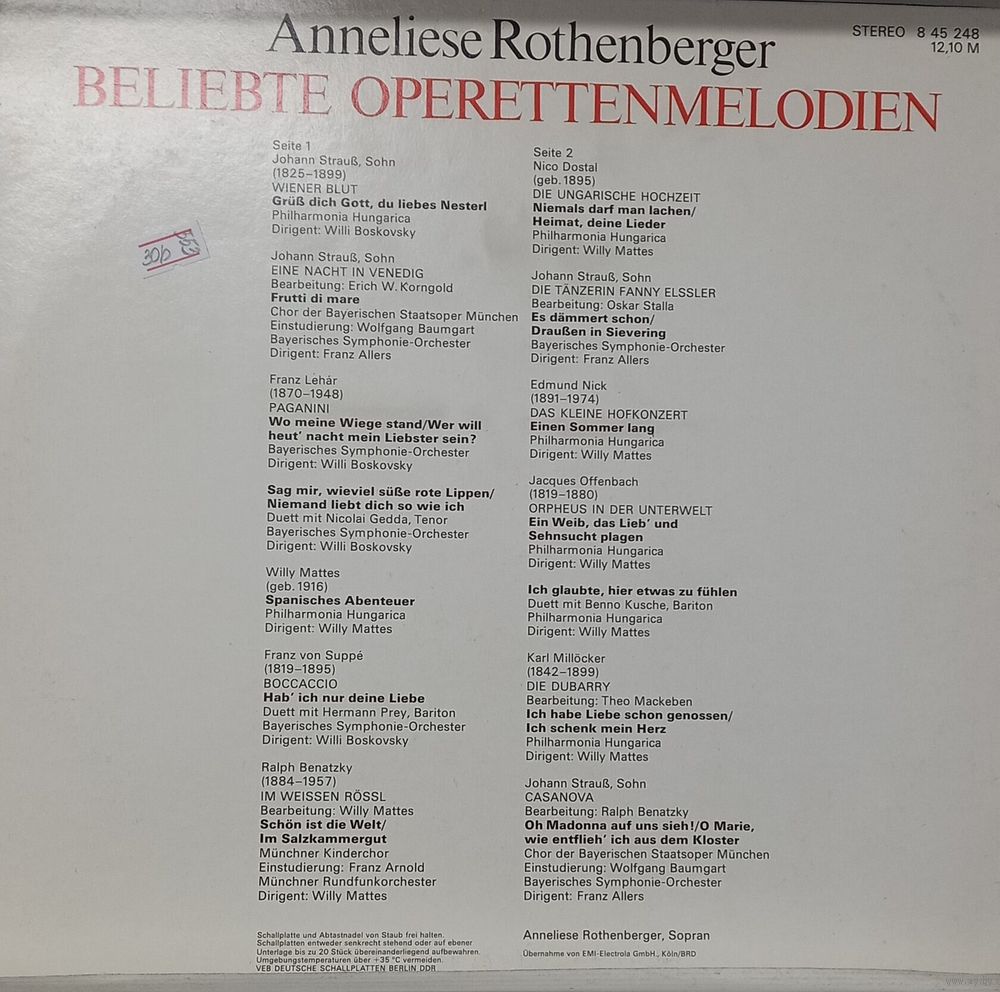 Anneliese Rothenberger
STEREO 8 45 248
12,10 M
BELIEBTE OPERETTENMELODIEN
Seite 1
Johann Strauß, Sohn
(1825–1899)
WIENER BLUT
Grüß dich Gott, du liebes Nesterl
Philharmonia Hungarica
Dirigent: Willi Boskovsky
Johann Strauß, Sohn
EINE NACHT IN VENEDIG
Bearbeitung: Erich W. Korngold
Frutti di mare
Chor der Bayerischen Staatsoper München
Einstudierung: Wolfgang Baumgart
Bayerisches Symphonie-Orchester
Dirigent: Franz Allers
Franz Lehár
(1870–1948)
PAGANINI
Wo meine Wiege stand/Wer will
heut' nacht mein Liebster sein?
Bayerisches Symphonie-Orchester
Dirigent: Willi Boskovsky
Sag mir, wieviel süße rote Lippen/
Niemand liebt dich so wie ich
Duett mit Nicolai Gedda, Tenor
Bayerisches Symphonie-Orchester
Dirigent: Willi Boskovsky
Willy Mattes
(geb. 1916)
Spanisches Abenteuer
Philharmonia Hungarica
Dirigent: Willy Mattes
Franz von Suppé
(1819–1895)
BOCCACCIO
Hab' ich nur deine Liebe
Duett mit Hermann Prey, Bariton
Bayerisches Symphonie-Orchester
Dirigent: Willi Boskovsky
Ralph Benatzky
(1884–1957)
IM WEISSEN RÖSSL
Bearbeitung: Willy Mattes
Schön ist die Welt/
Im Salzkammergut
Münchner Kinderchor
Einstudierung: Franz Arnold
Münchner Rundfunkorchester
Dirigent: Willy Mattes
Seite 2
Nico Dostal
(geb. 1895)
DIE UNGARISCHE HOCHZEIT
Niemals darf man lachen/
Heimat, deine Lieder
Philharmonia Hungarica
Dirigent: Willy Mattes
Johann Strauß, Sohn
DIE TÄNZERIN FANNY ELSSLER
Bearbeitung: Oskar Stalla
Es dämmert schon/
Draußen in Sievering
Bayerisches Symphonie-Orchester
Dirigent: Franz Allers
Edmund Nick
(1891–1974)
DAS KLEINE HOFKONZERT
Einen Sommer lang
Philharmonia Hungarica
Dirigent: Willy Mattes
Jacques Offenbach
(1819–1880)
ORPHEUS IN DER UNTERWELT
Ein Weib, das Lieb' und
Sehnsucht plagen
Philharmonia Hungarica
Dirigent: Willy Mattes
Ich glaubte, hier etwas zu fühlen
Duett mit Benno Kusche, Bariton
Philharmonia Hungarica
Dirigent: Willy Mattes
Karl Millöcker
(1842–1899)
DIE DUBARRY
Bearbeitung: Theo Mackeben
Ich habe Liebe schon genossen/
Ich schenk mein Herz
Philharmonia Hungarica
Dirigent: Willy Mattes
Johann Strauß, Sohn
CASANOVA
Bearbeitung: Ralph Benatzky
Oh Madonna auf uns sieh!/O Marie,
wie entflieh' ich aus dem Kloster
Chor der Bayerischen Staatsoper München
Einstudierung: Wolfgang Baumgart
Bayerisches Symphonie-Orchester
Dirigent: Franz Allers
Schallplatte und Abtastnadel von Staub frei halten.
Schallplatten entweder senkrecht stehend oder auf ebener
Unterlage bis zu 20 Stück übereinanderliegend aufbewahren.
Umgebungstemperaturen über +35 °C vermeiden.
VEB DEUTSCHE SCHALLPLATTEN BERLIN DDR
Anneliese Rothenberger, Sopran
Übernahme von EMI-Electrola GmbH., Köln/BRD